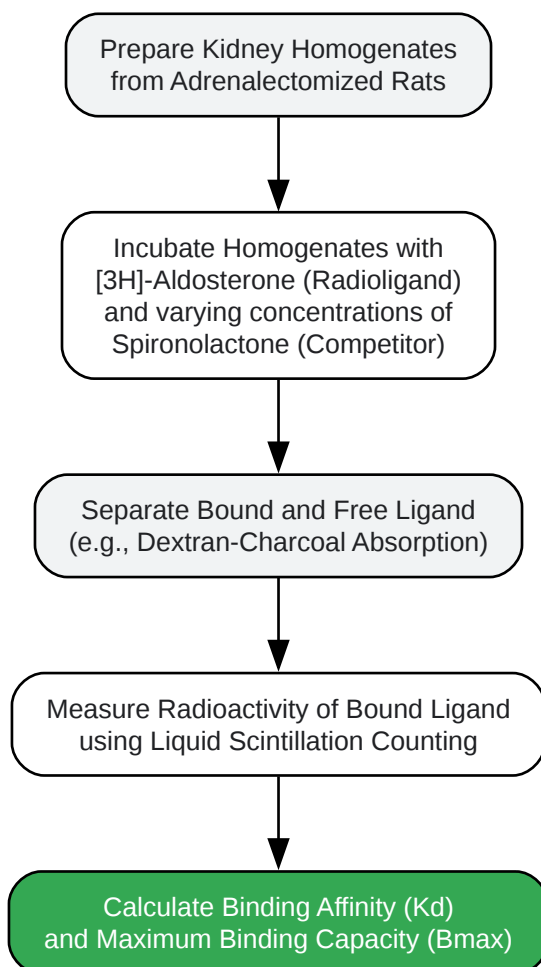 Prepare Kidney Homogenates
from Adrenalectomized Rats
Incubate Homogenates with
[3H]-Aldosterone (Radioligand)
and varying concentrations of
Spironolactone (Competitor)
Separate Bound and Free Ligand
(e.g., Dextran-Charcoal Absorption)
Measure Radioactivity of Bound Ligand
using Liquid Scintillation Counting
Calculate Binding Affinity (Kd)
and Maximum Binding Capacity (Bmax)